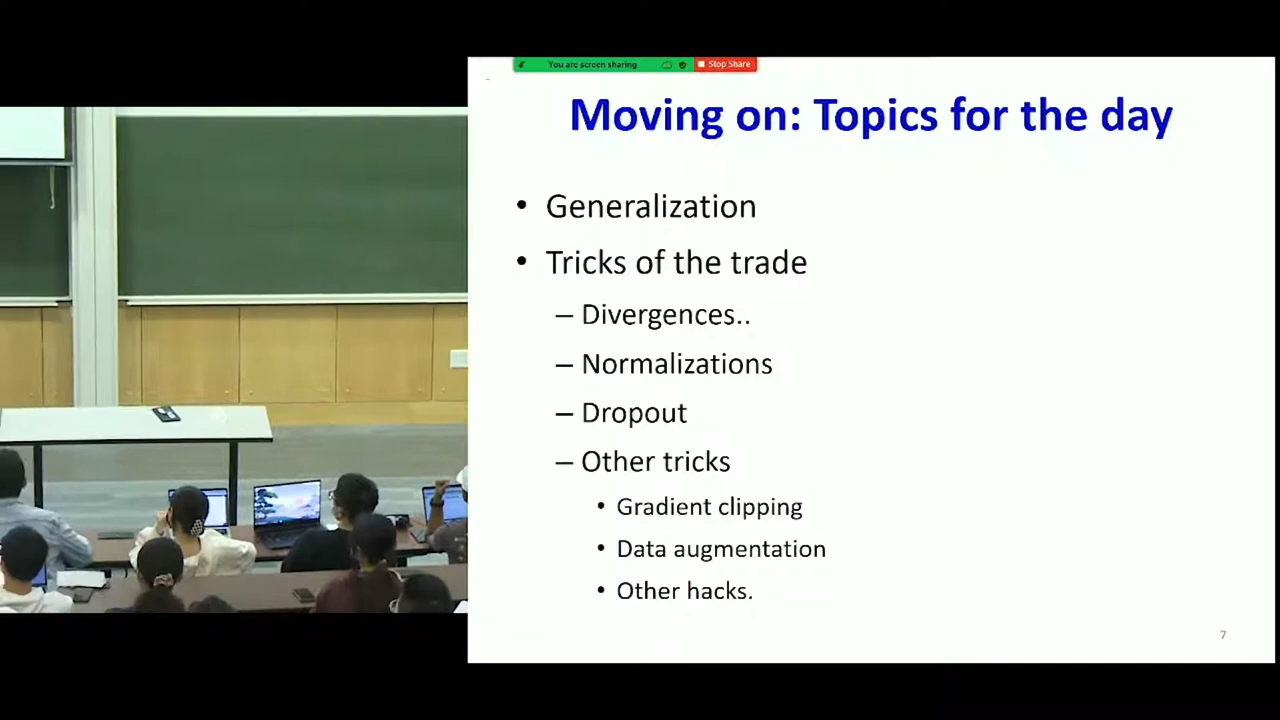 You are screen sharing
Stop Share
Moving on: Topics for the day
• Generalization
• Tricks of the trade
– Divergences..
– Normalizations
– Dropout
– Other tricks
• Gradient clipping
• Data augmentation
• Other hacks.
7